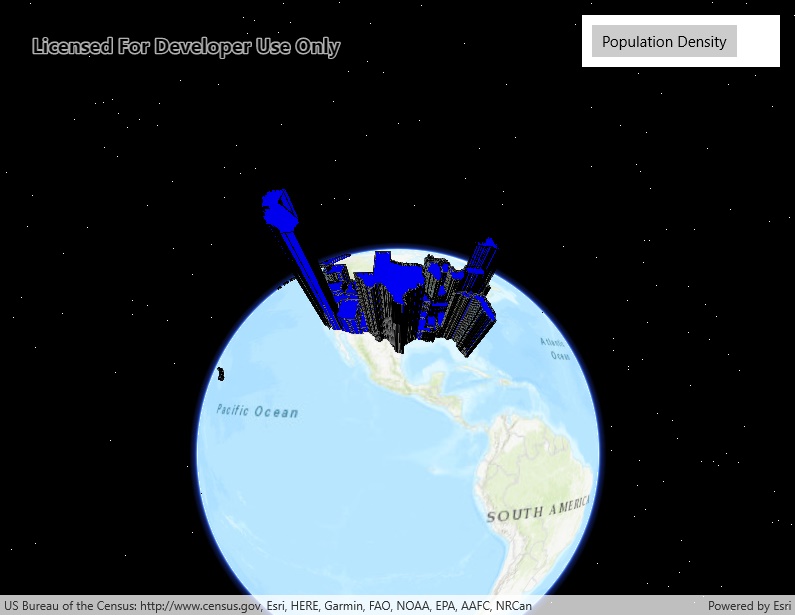 Licensed For Developer Use Only
Population Density
Atlantic
Ocean
Pacific Ocean
SOUTH AMERICA
US Bureau of the Census: http://www.census.gov, Esri, HERE, Garmin, FAO, NOAA, EPA, AAFC, NRCan
Powered by Esri